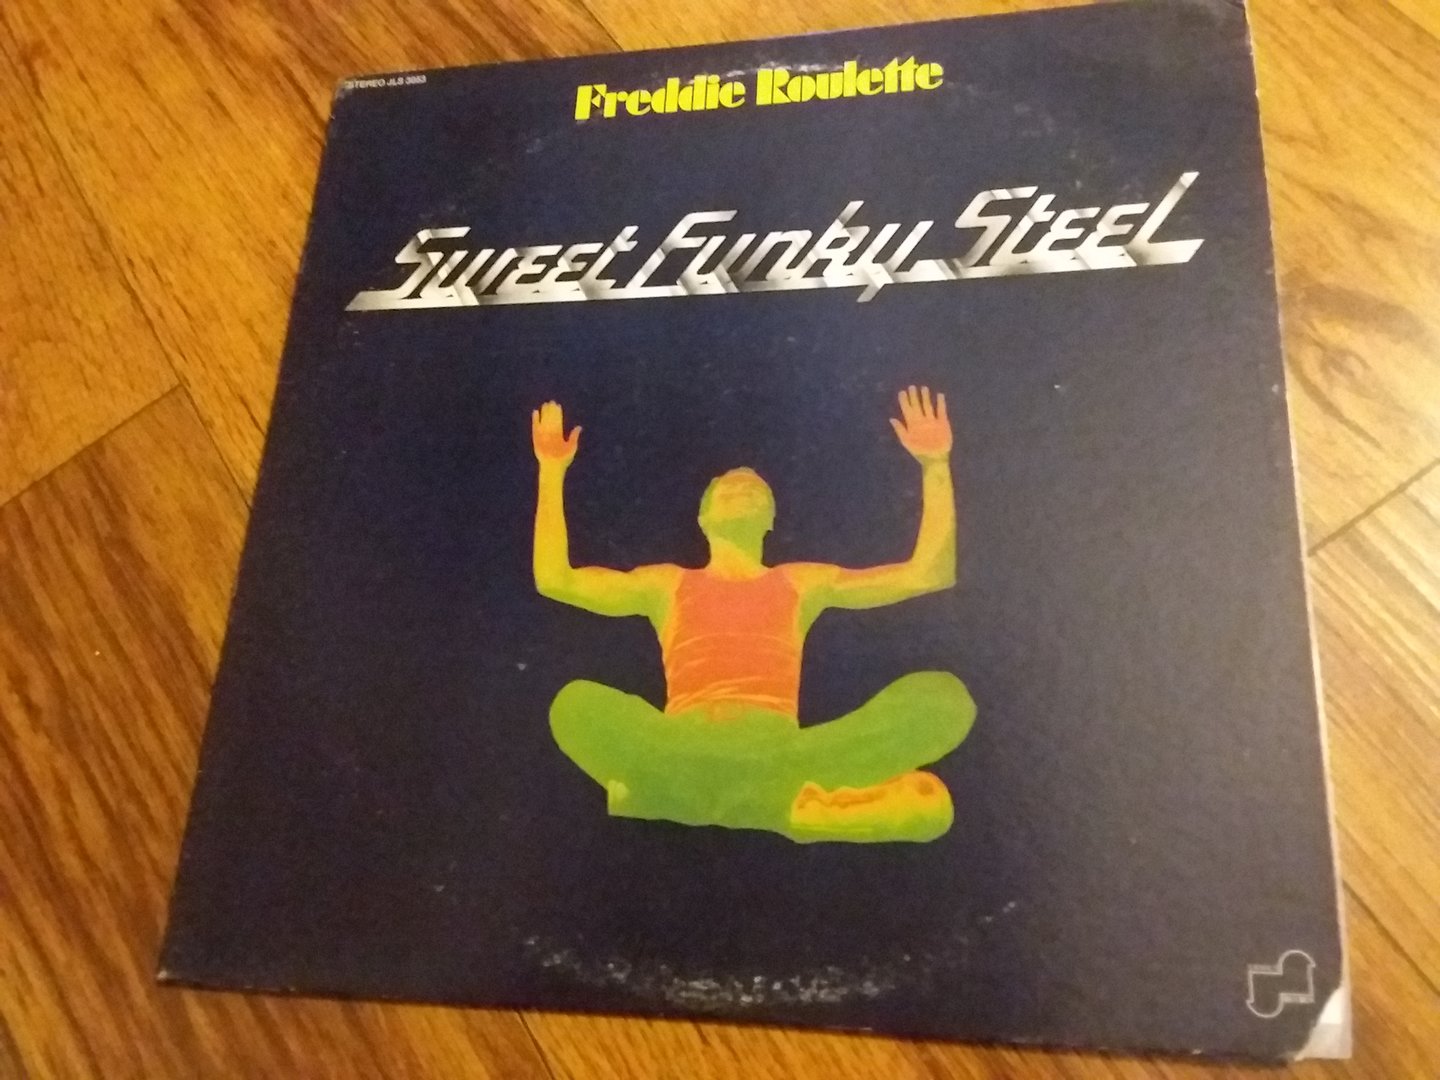 STEREO JLS 3053
Freddie Roulette
Sweet Funky Steel